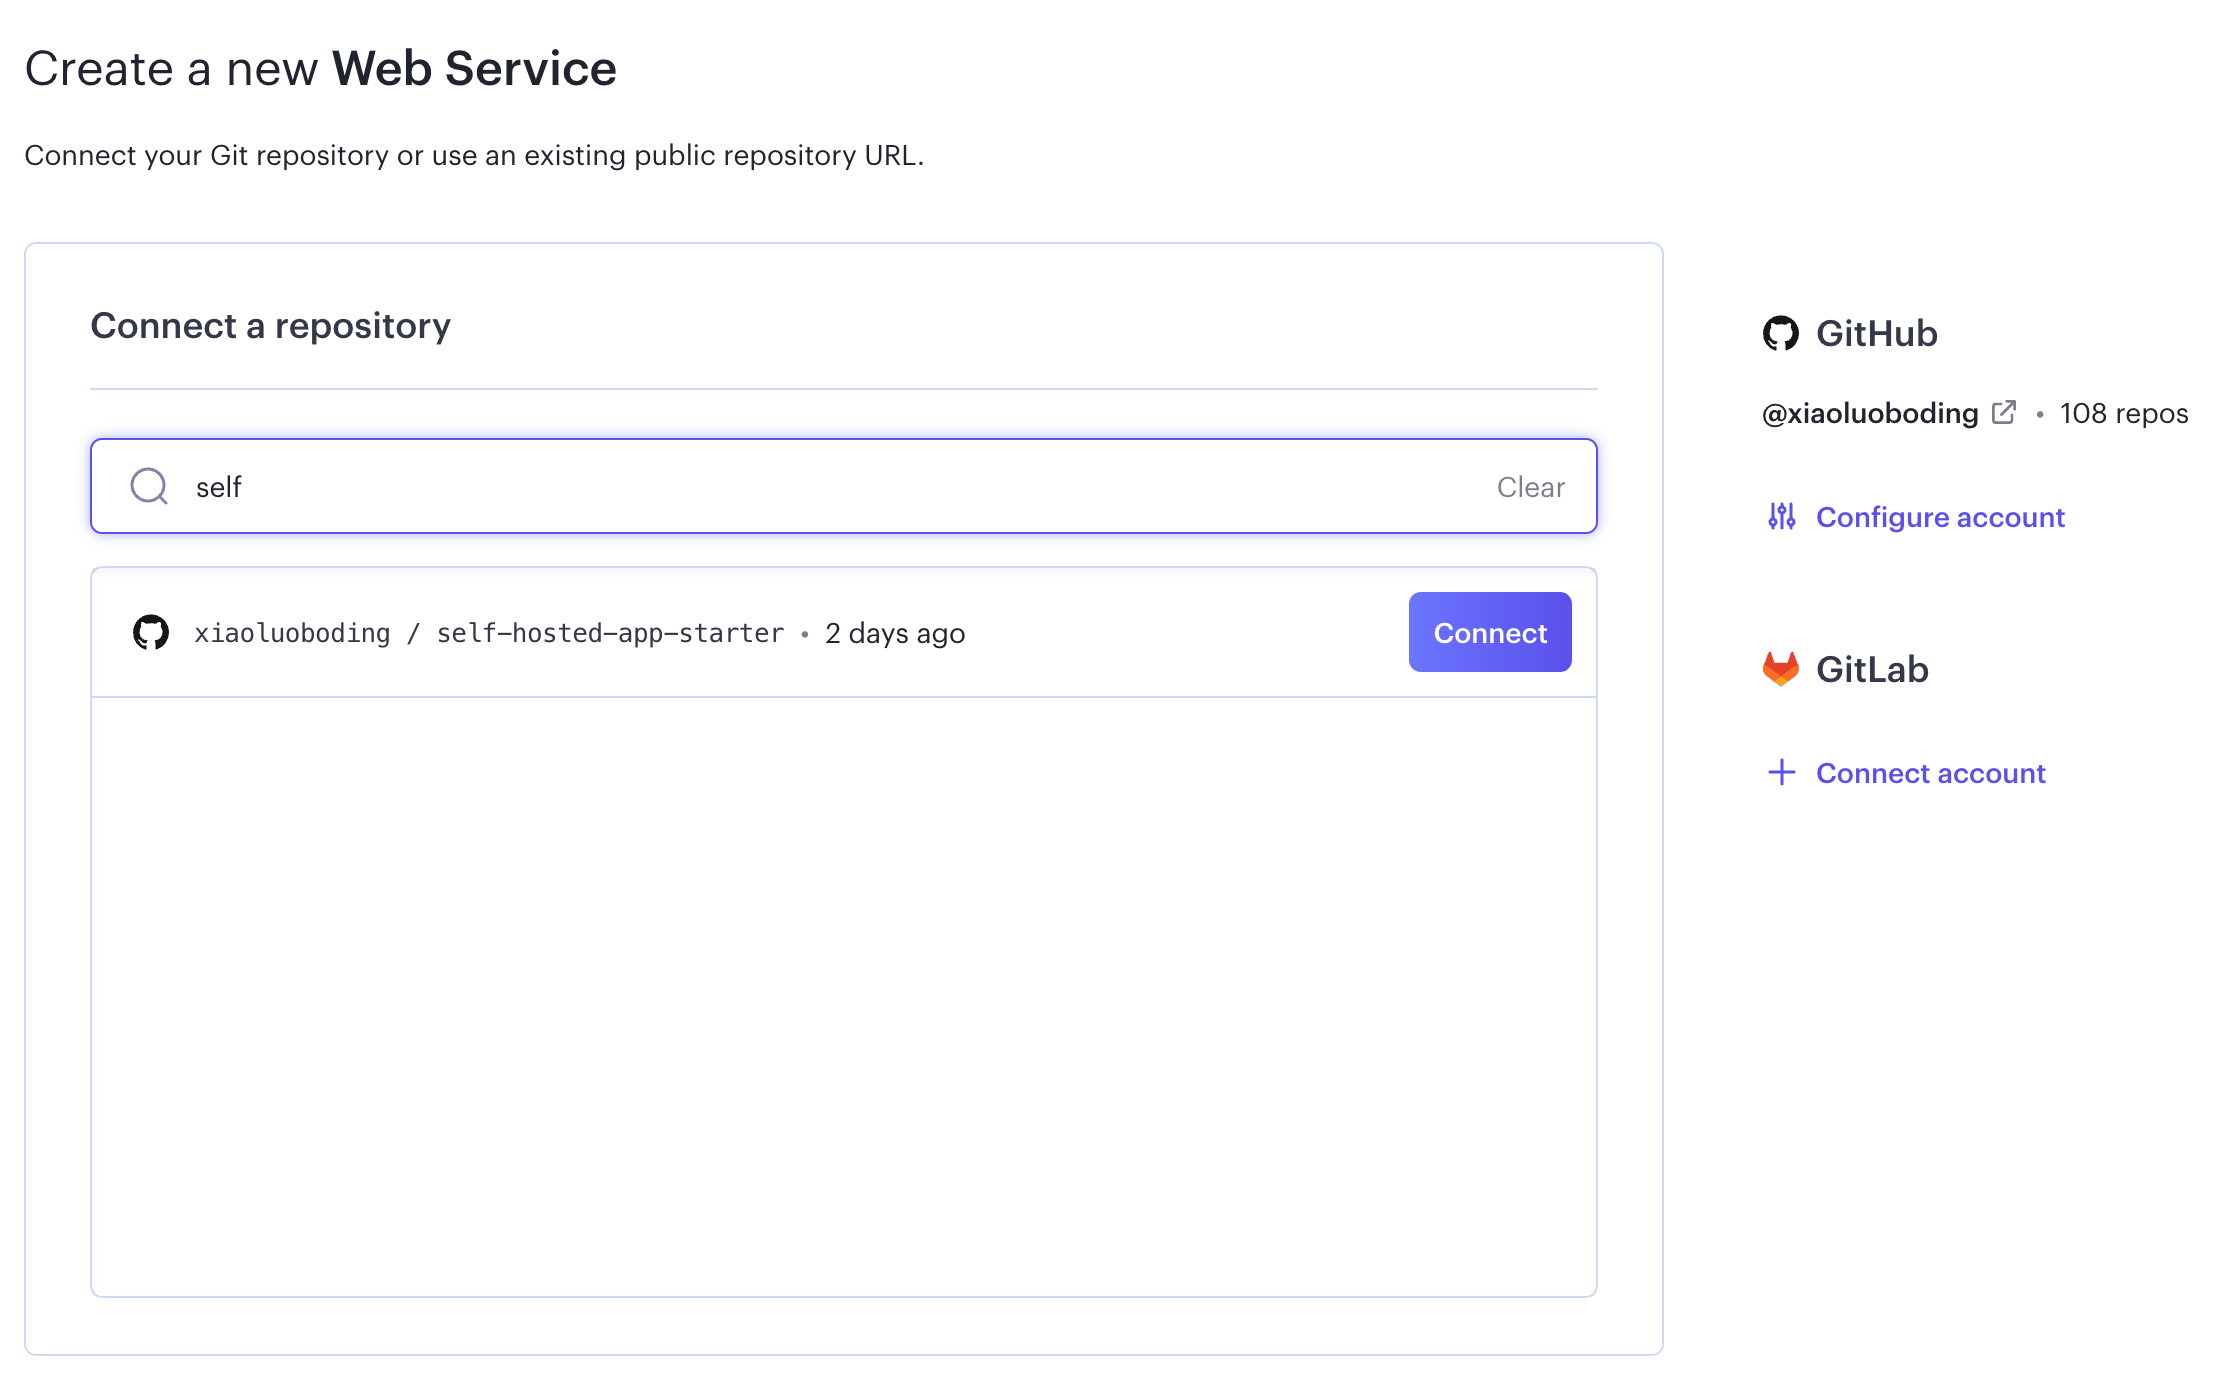 Create a new Web Service
Connect your Git repository or use an existing public repository URL.
Connect a repository
self
Clear
xiaoluoboding / self-hosted-app-starter • 2 days ago
Connect
GitHub
@xiaoluoboding • 108 repos
Configure account
GitLab
Connect account